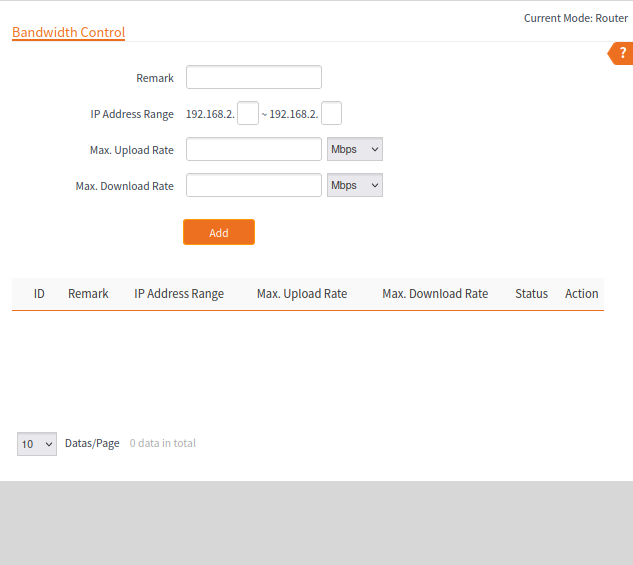 Current Mode: Router
Bandwidth Control
?
Remark
IP Address Range 192.168.2. ~ 192.168.2.
Max. Upload Rate Mbps
Max. Download Rate Mbps
Add
ID Remark IP Address Range Max. Upload Rate Max. Download Rate Status Action
10 Datas/Page 0 data in total